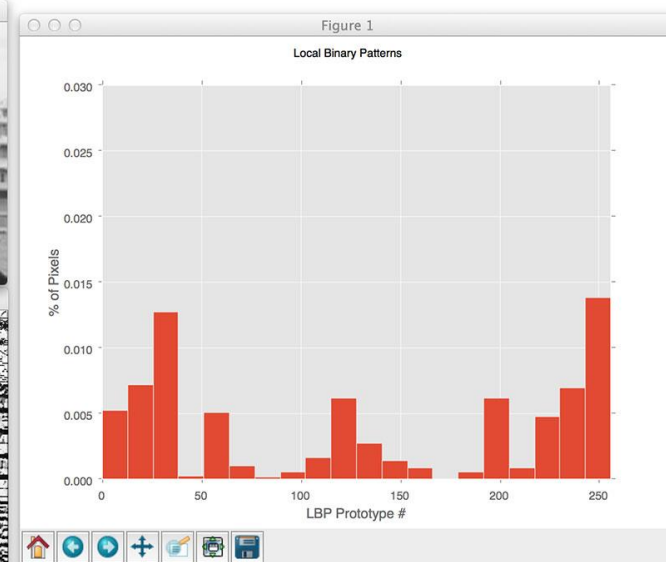 Figure 1
Local Binary Patterns
0.030
0.025
0.020
0.015
0.010
0.005
0.000
% of Pixels
0 50 100 150 200 250
LBP Prototype #